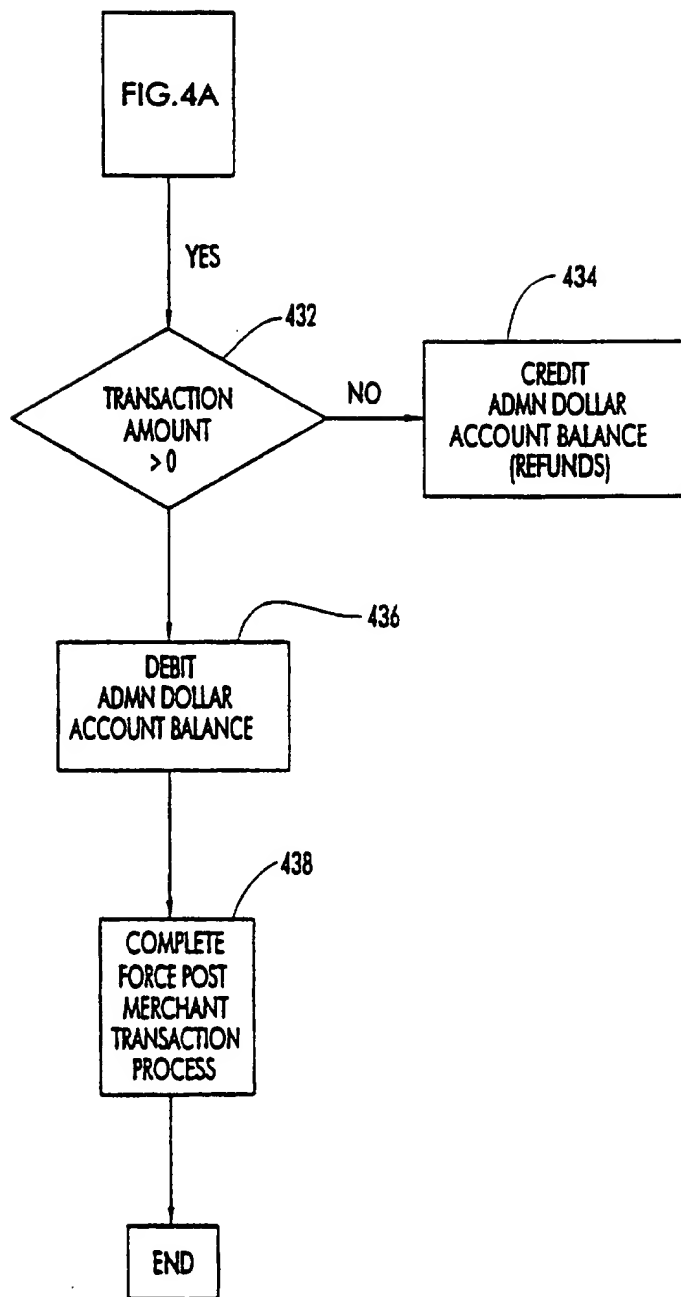 FIG.4A
YES
432
TRANSACTION
AMOUNT
> 0
NO
434
CREDIT
ADMN DOLLAR
ACCOUNT BALANCE
(REFUNDS)
436
DEBIT
ADMN DOLLAR
ACCOUNT BALANCE
438
COMPLETE
FORCE POST
MERCHANT
TRANSACTION
PROCESS
END